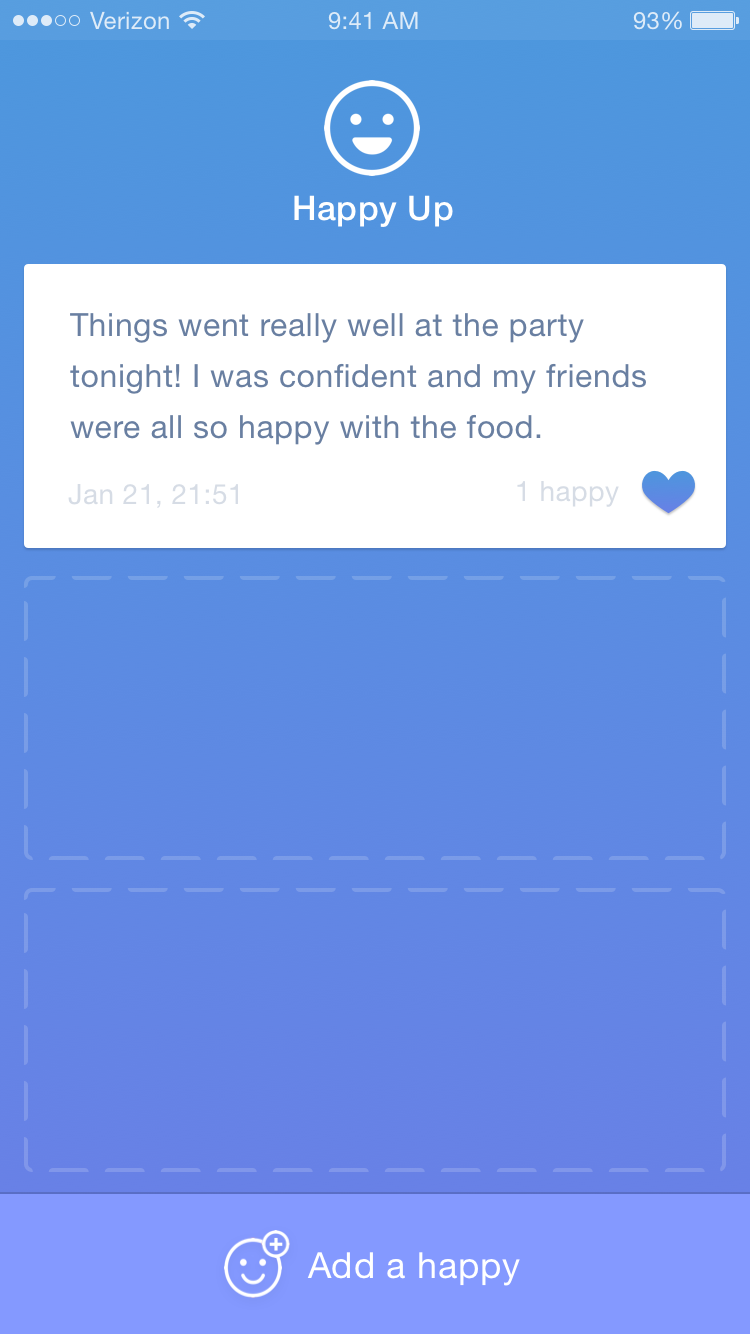 Verizon 9:41 AM 93%
Happy Up
Things went really well at the party
tonight! I was confident and my friends
were all so happy with the food.
Jan 21, 21:51 1 happy
Add a happy